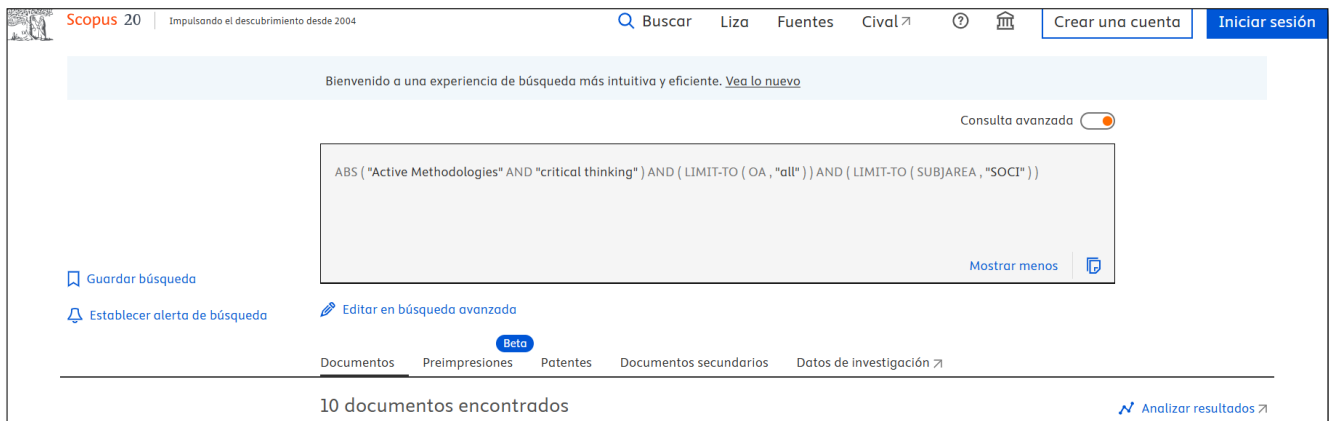 Scopus 20 Impulsando el descubrimiento desde 2004 Buscar Liza Fuentes Cival Crear una cuenta Iniciar sesión
Bienvenido a una experiencia de búsqueda más intuitiva y eficiente. Vea lo nuevo
Consulta avanzada
ABS ( "Active Methodologies" AND "critical thinking" ) AND ( LIMIT-TO ( OA , "all" ) ) AND ( LIMIT-TO ( SUBJAREA , "SOCI" ) )
Mostrar menos
Guardar búsqueda
Establecer alerta de búsqueda
Editar en búsqueda avanzada
Beta
Documentos Preimpresiones Patentes Documentos secundarios Datos de investigación
10 documentos encontrados
Analizar resultados